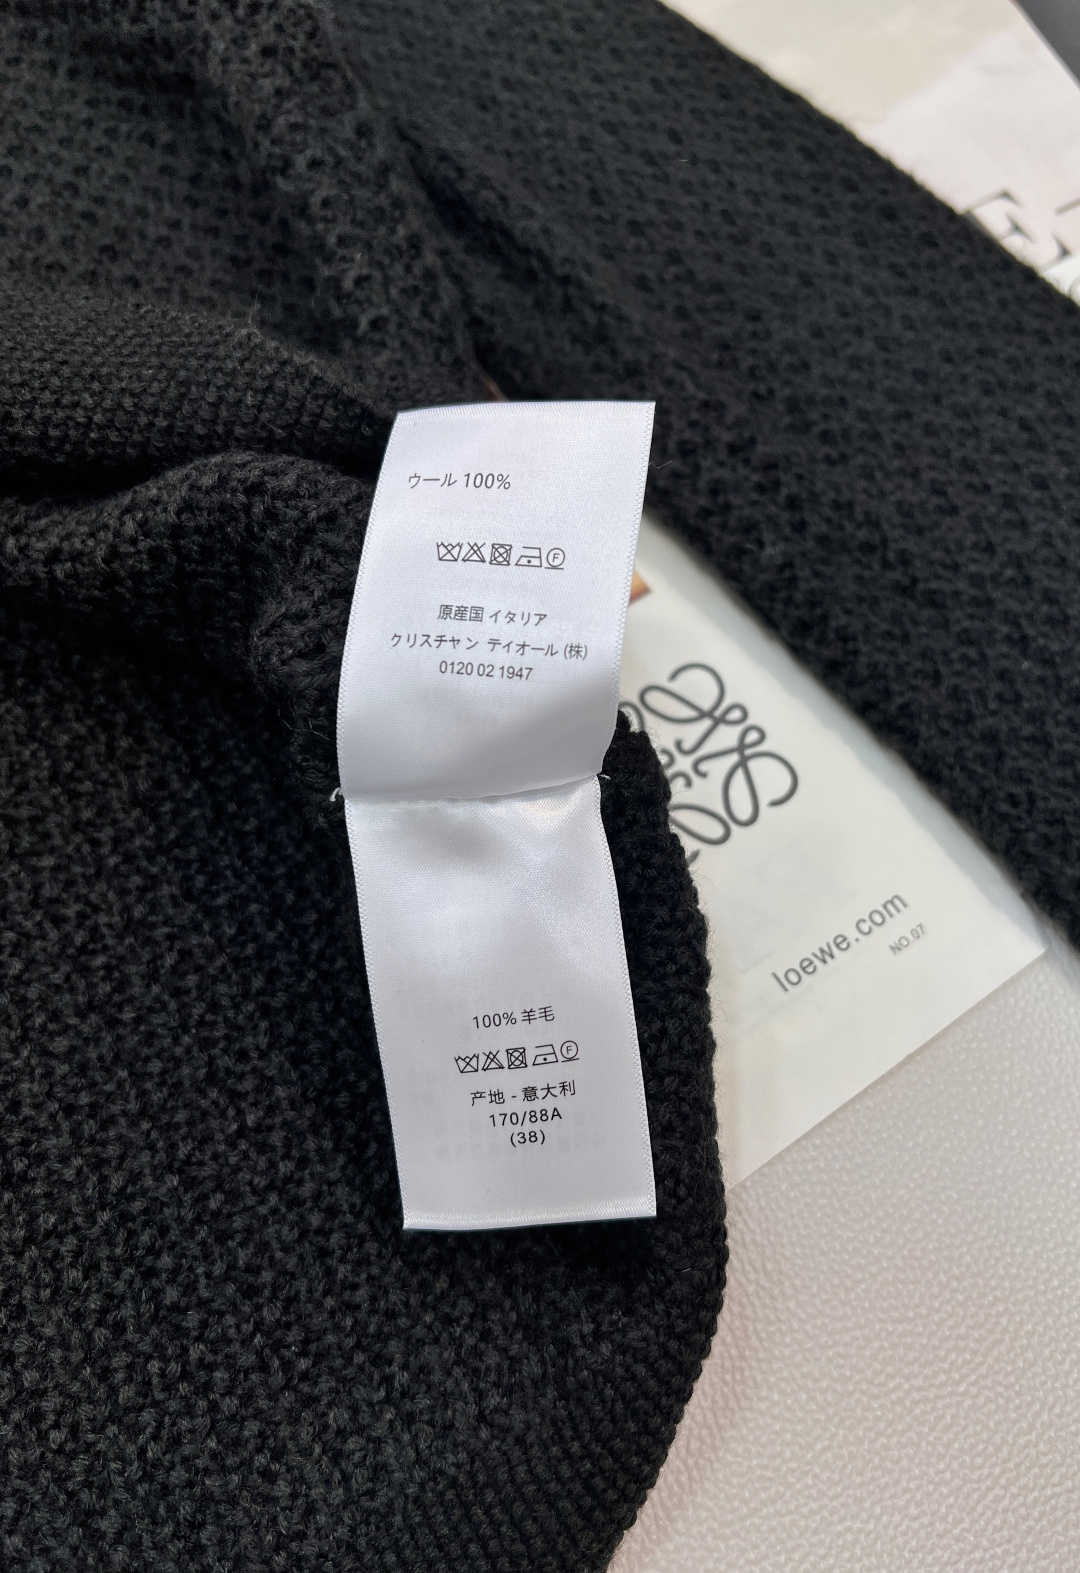 ウール 100%
原産国 イタリア
クリスチャン テイオール (株)
0120 02 1947
100% 羊毛
产地 - 意大利
170/88A
(38)
loewe.com
NO.97